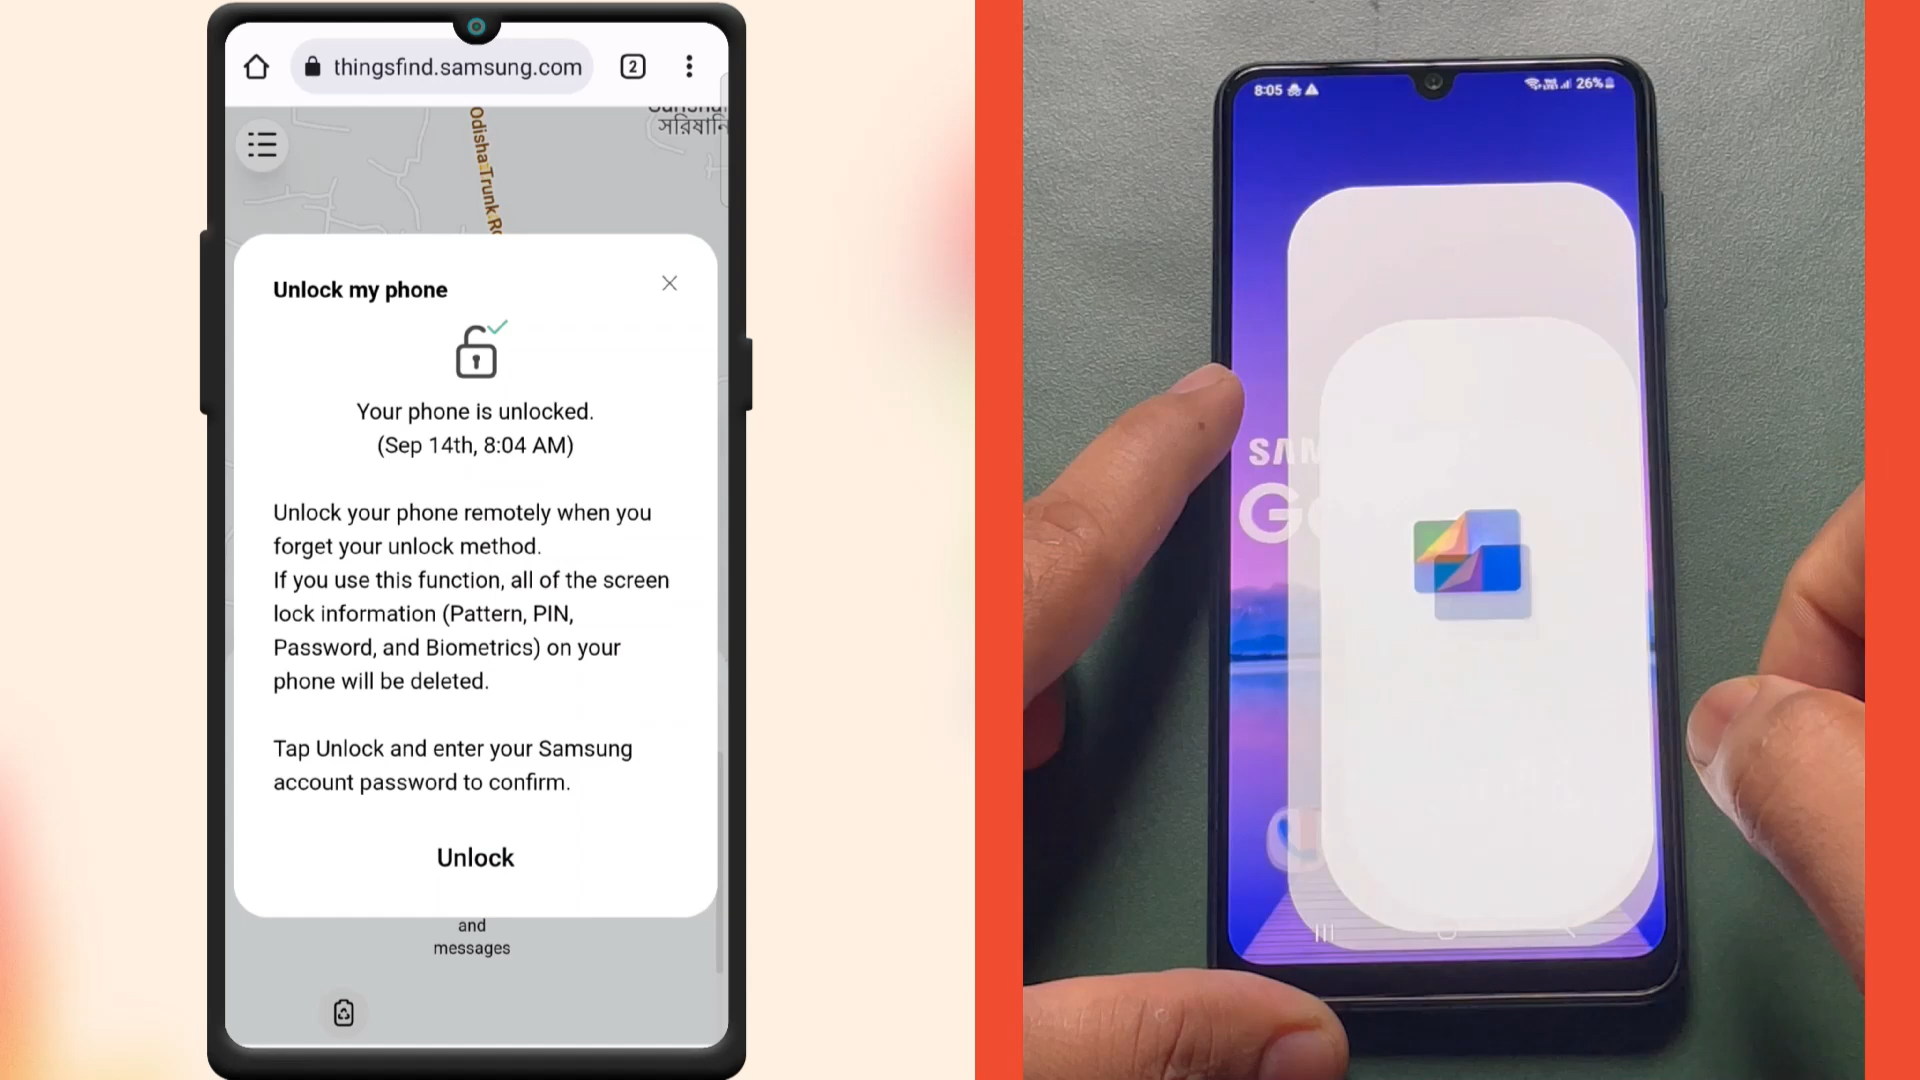 thingsfind.samsung.com
2
Odisha Trunk Ro
সরিষানি
Unlock my phone
Your phone is unlocked.
(Sep 14th, 8:04 AM)
Unlock your phone remotely when you
forget your unlock method.
If you use this function, all of the screen
lock information (Pattern, PIN,
Password, and Biometrics) on your
phone will be deleted.
Tap Unlock and enter your Samsung
account password to confirm.
Unlock
and
messages
8:05
26%
SAM
G